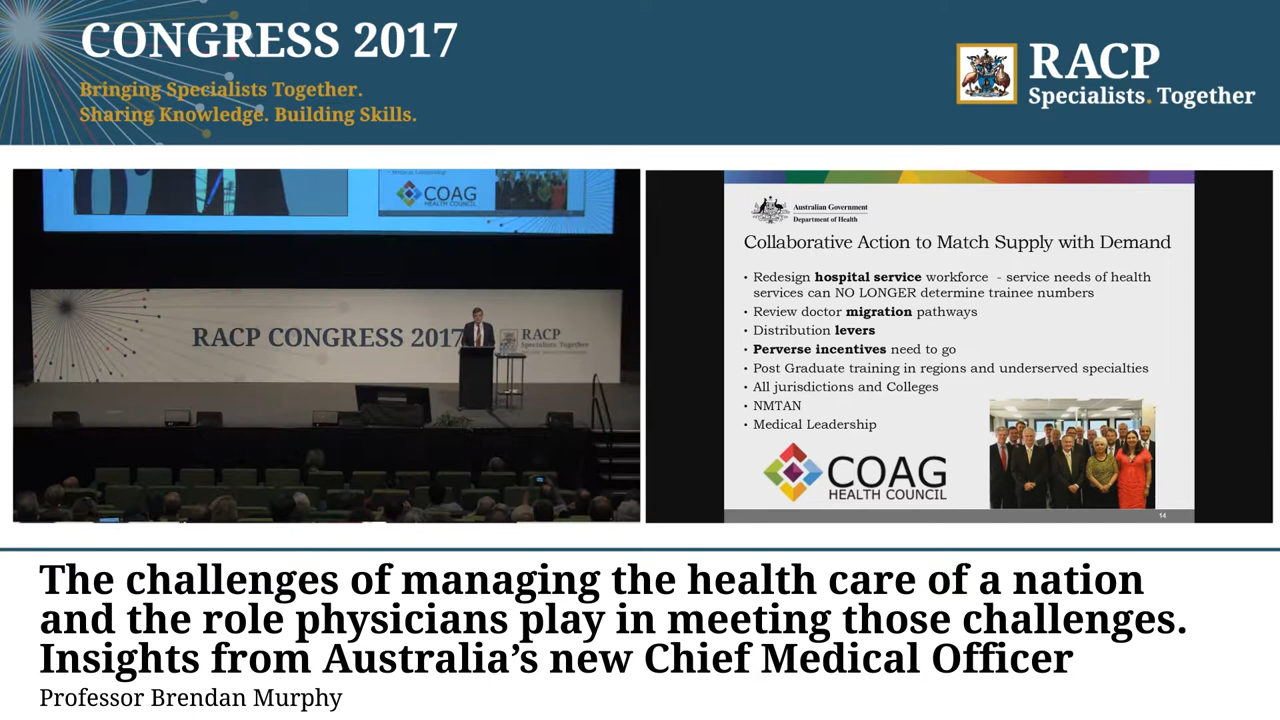 CONGRESS 2017
Bringing Specialists Together.
Sharing Knowledge. Building Skills.
RACP
Specialists. Together
COAG
HEALTH COUNCIL
RACP CONGRESS 2017
RACP
Specialists. Together
Australian Government
Department of Health
Collaborative Action to Match Supply with Demand
• Redesign hospital service workforce - service needs of health
services can NO LONGER determine trainee numbers
• Review doctor migration pathways
• Distribution levers
• Perverse incentives need to go
• Post Graduate training in regions and underserved specialties
• All jurisdictions and Colleges
• NMTAN
• Medical Leadership
COAG
HEALTH COUNCIL
14
The challenges of managing the health care of a nation
and the role physicians play in meeting those challenges.
Insights from Australia’s new Chief Medical Officer
Professor Brendan Murphy